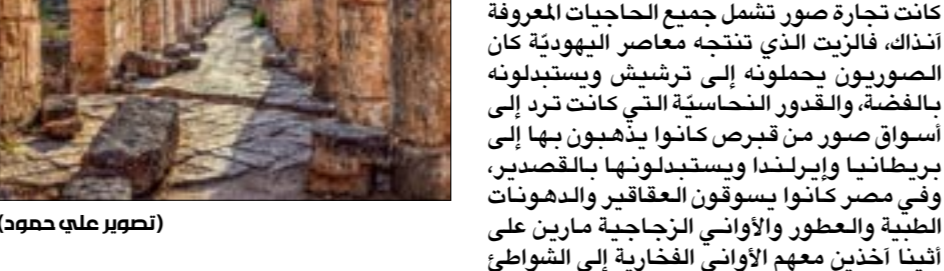 كانت تجارة صور تشمل جميع الحاجيات المعروفة
آنذاك، فالزيت الذي تنتجه معاصر اليهوديّة كان
الصوريون يحملونه إلى ترشيش ويستبدلونه
بالفضة، والقدور النحاسيّة التي كانت ترد إلى
أسواق صور من قبرص كانوا يذهبون بها إلى
بريطانيا وإيرلندا ويستبدلونها بالقصدير،
وفي مصر كانوا يسوقون العقاقير والدهونات
الطبية والعطور والأواني الزجاجية مارين على
أثينا آخذين معهم الأواني الفخارية إلى الشواطئ
(تصوير علي حمود)